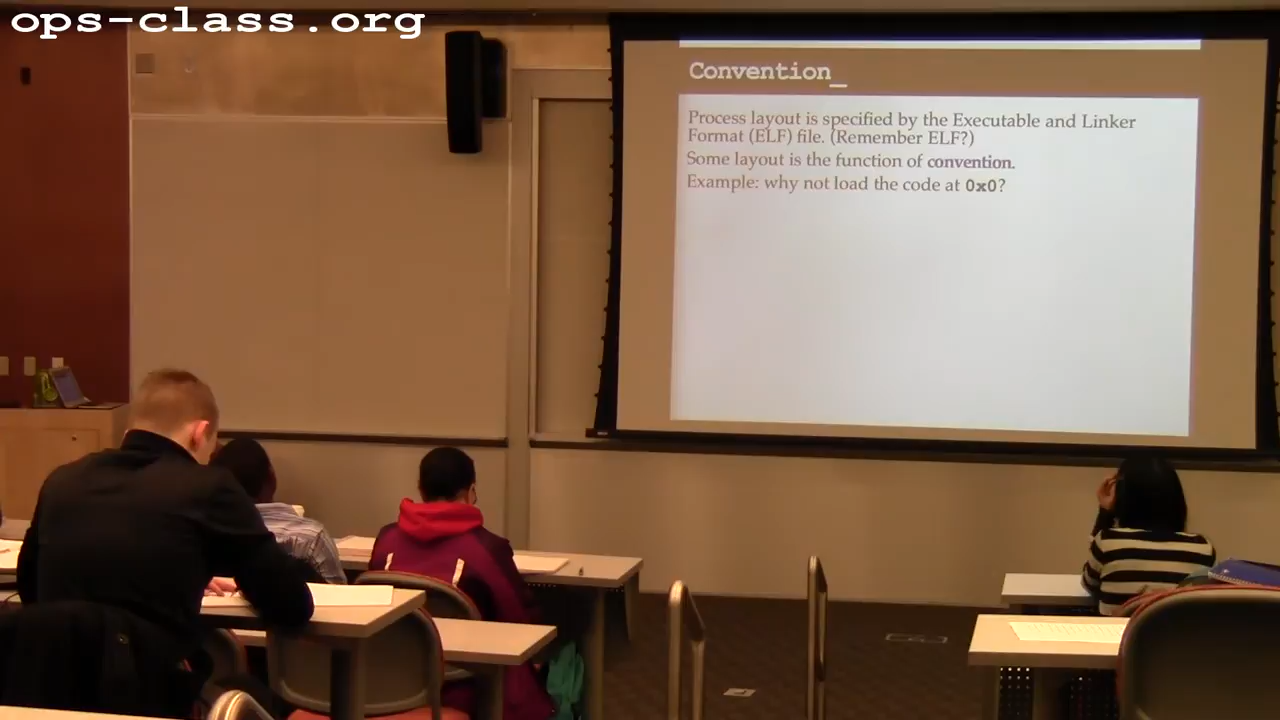 ops-class.org
Convention_
Process layout is specified by the Executable and Linker
Format (ELF) file. (Remember ELF?)
Some layout is the function of convention.
Example: why not load the code at 0x0?